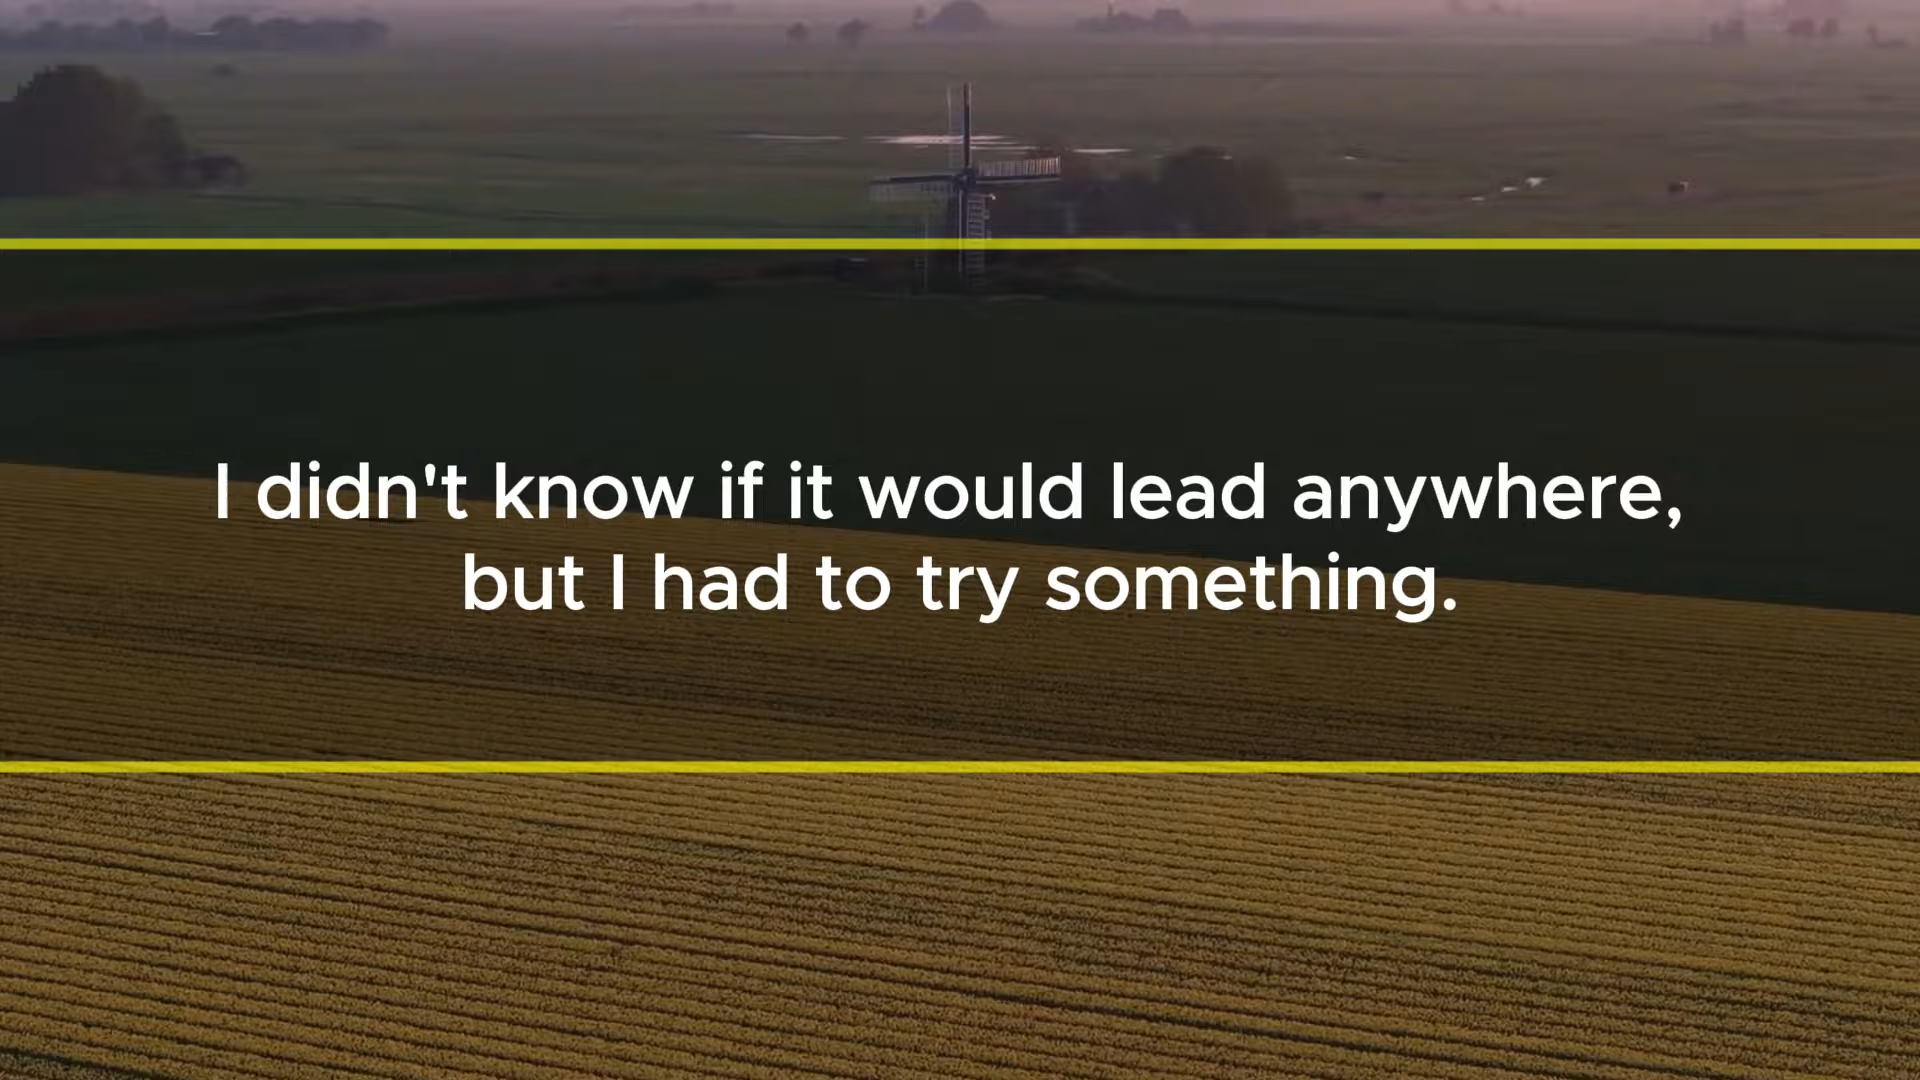 I didn't know if it would lead anywhere,
but I had to try something.